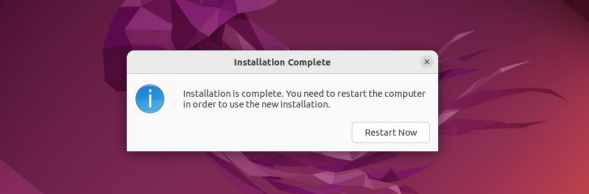 Installation Complete
Installation is complete. You need to restart the computer
in order to use the new installation.
Restart Now